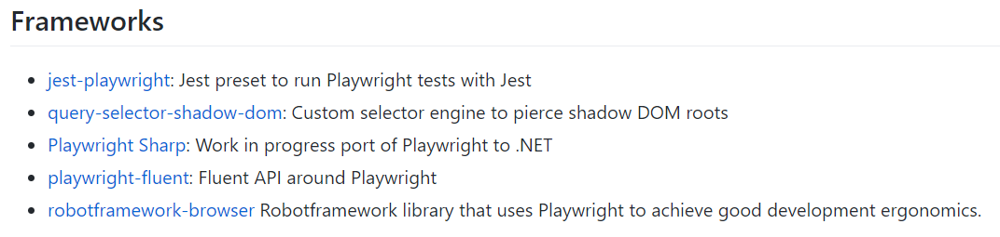 Frameworks
jest-playwright: Jest preset to run Playwright tests with Jest
query-selector-shadow-dom: Custom selector engine to pierce shadow DOM roots
Playwright Sharp: Work in progress port of Playwright to .NET
playwright-fluent: Fluent API around Playwright
robotframework-browser Robotframework library that uses Playwright to achieve good development ergonomics.